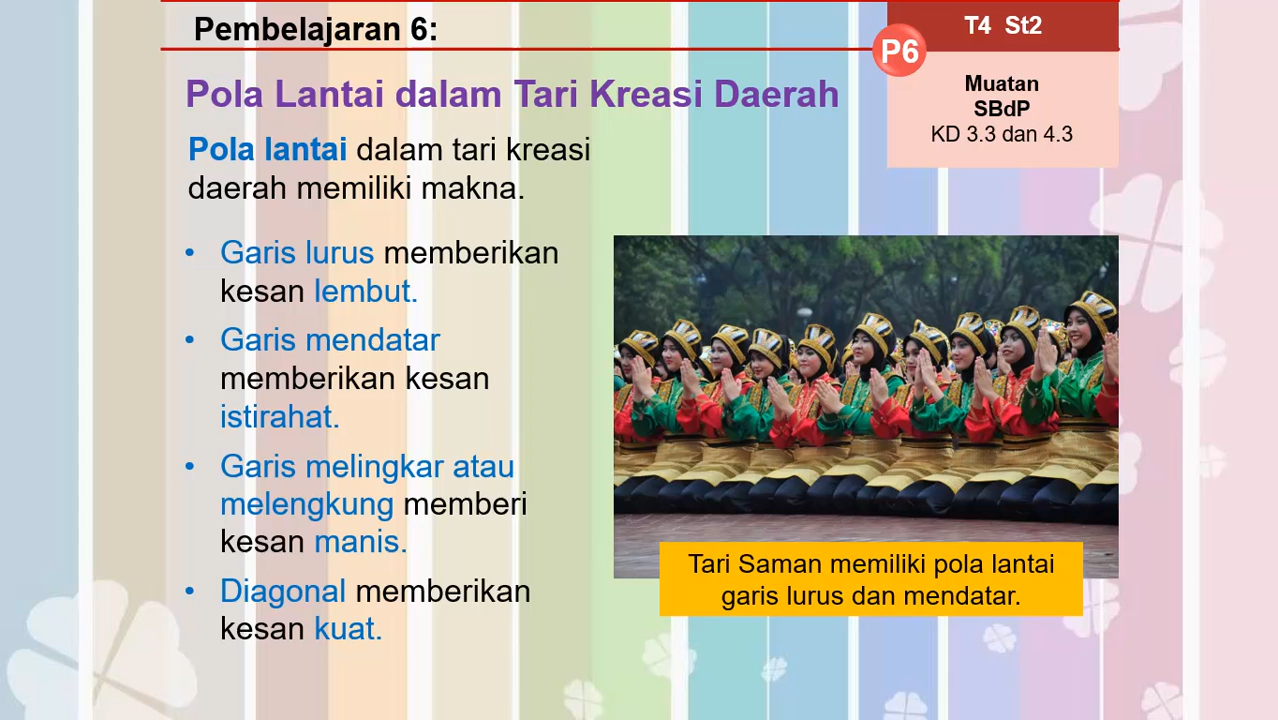 Pembelajaran 6:
T4 St2
P6
Muatan
SBdP
KD 3.3 dan 4.3
Pola Lantai dalam Tari Kreasi Daerah
Pola lantai dalam tari kreasi
daerah memiliki makna.
• Garis lurus memberikan
kesan lembut.
• Garis mendatar
memberikan kesan
istirahat.
• Garis melingkar atau
melengkung memberi
kesan manis.
• Diagonal memberikan
kesan kuat.
Tari Saman memiliki pola lantai
garis lurus dan mendatar.